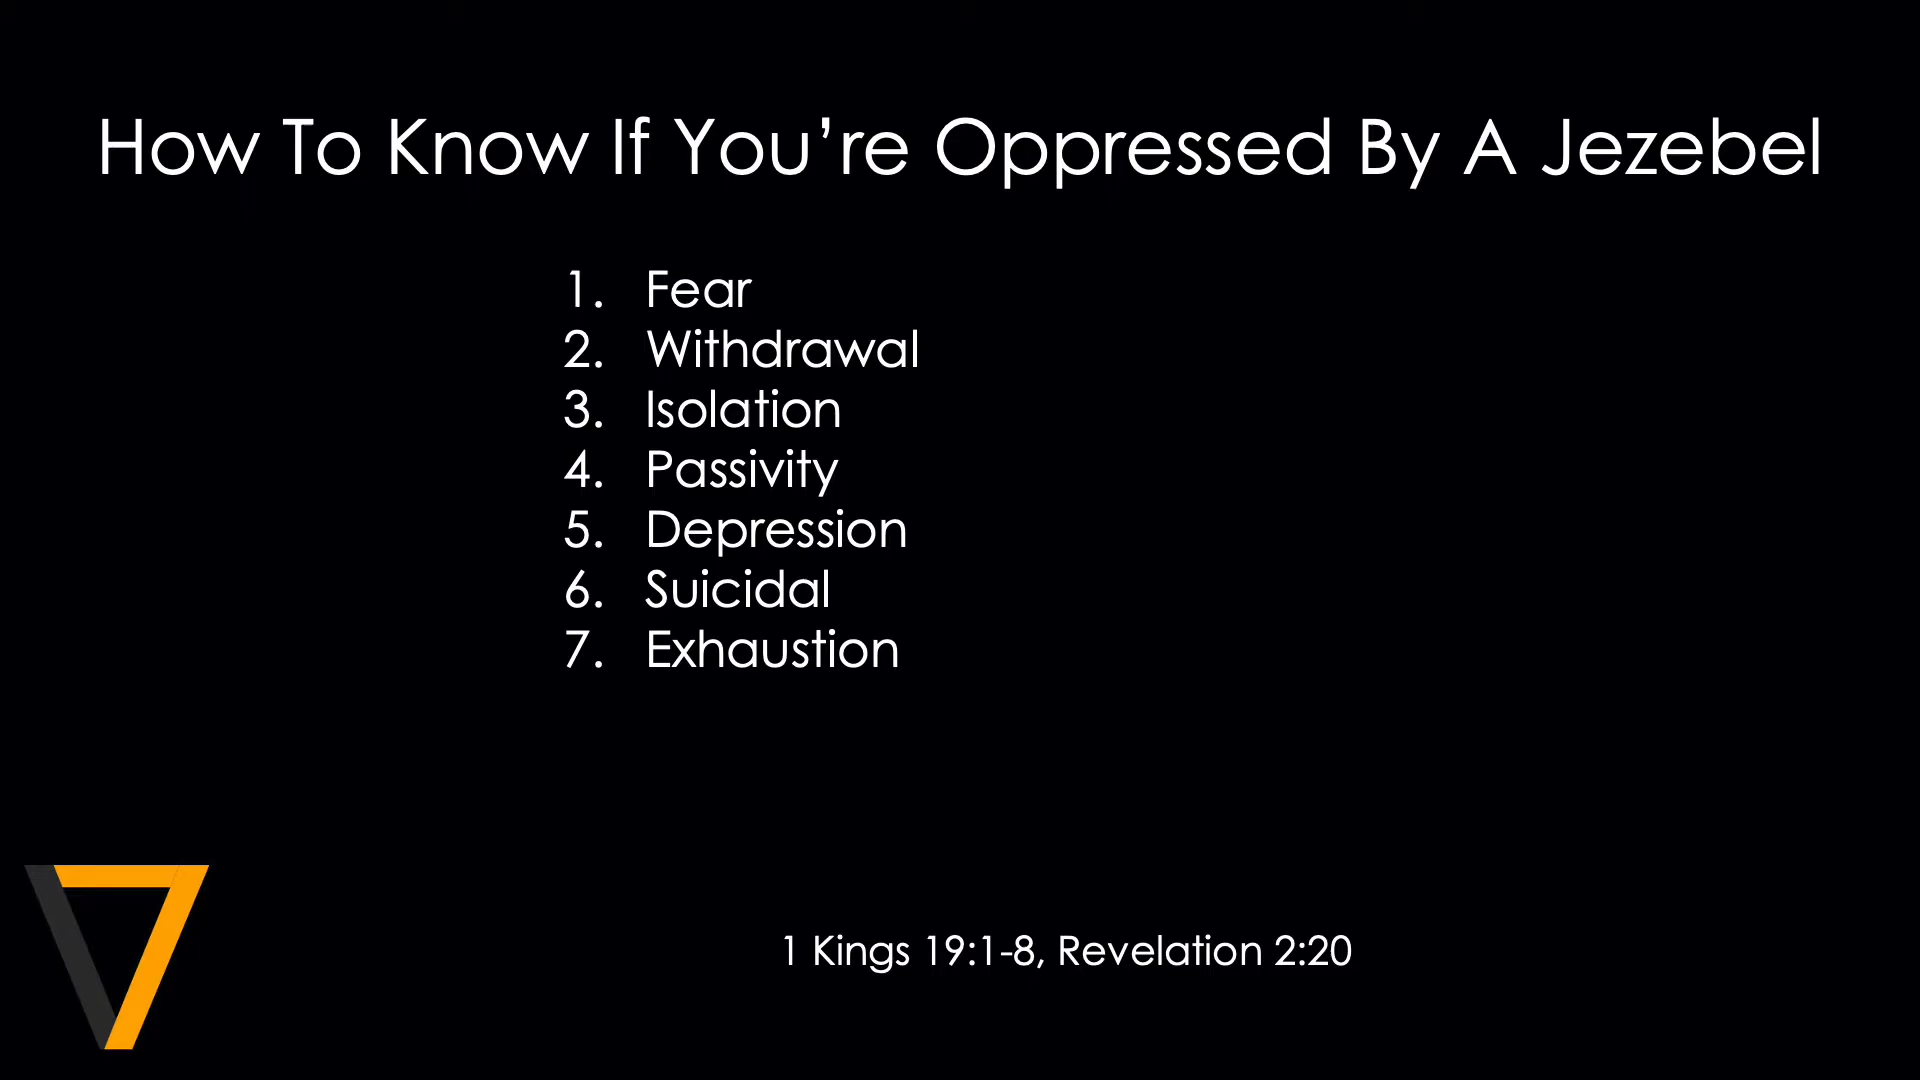 How To Know If You’re Oppressed By A Jezebel
1. Fear
2. Withdrawal
3. Isolation
4. Passivity
5. Depression
6. Suicidal
7. Exhaustion
1 Kings 19:1-8, Revelation 2:20